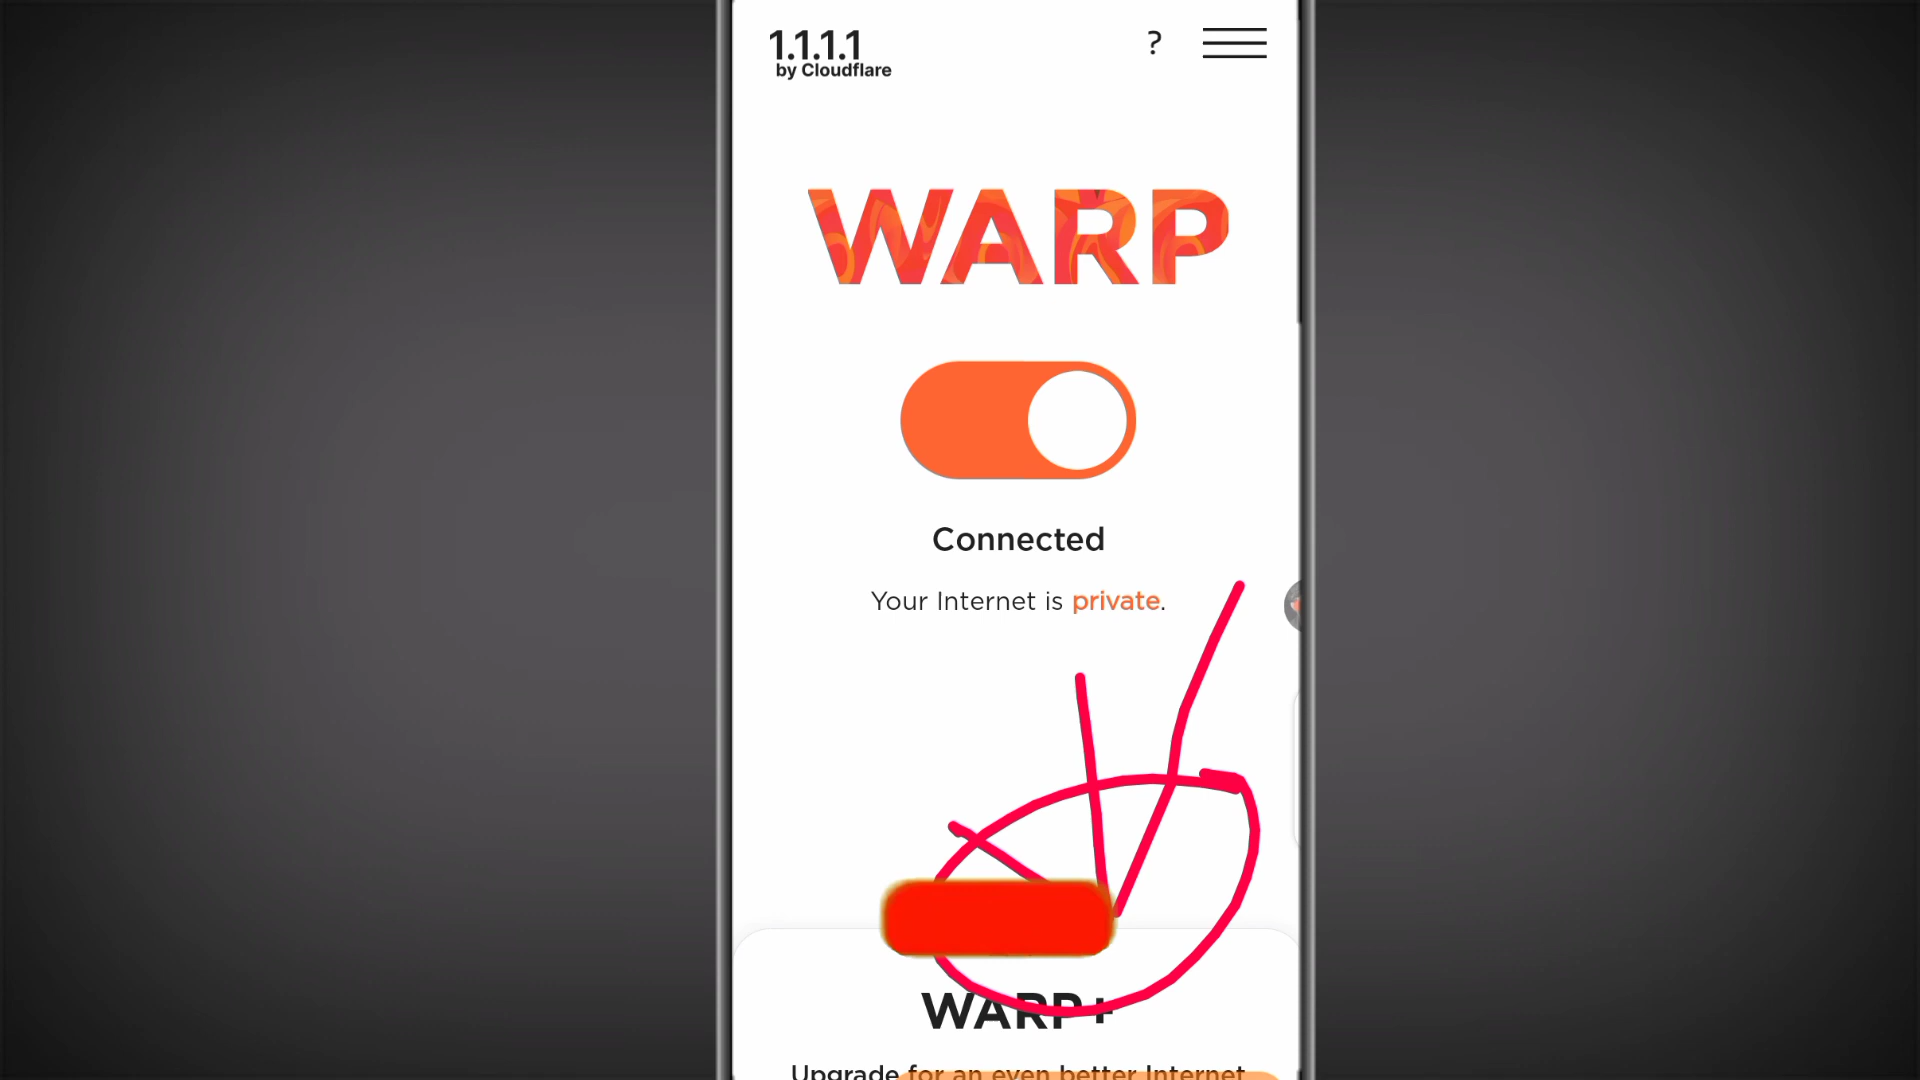 1.1.1.1
by Cloudflare
?
WARP
Connected
Your Internet is private.
WARP+
Upgrade for an even better Internet